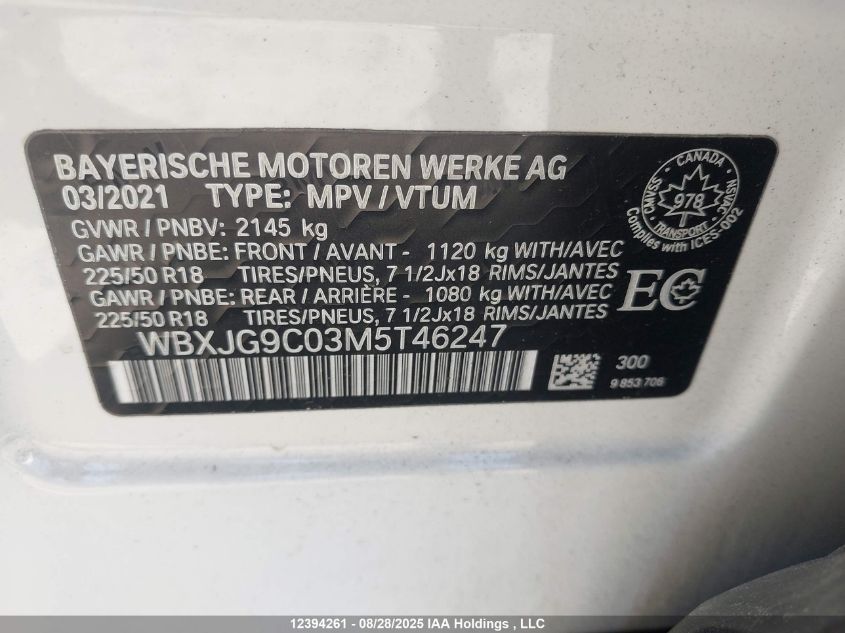 BAYERISCHE MOTOREN WERKE AG
03/2021 TYPE: MPV / VTUM
GVWR / PNBV: 2145 kg
GAWR / PNBE: FRONT / AVANT - 1120 kg WITH/AVEC
225/50 R18 TIRES/PNEUS, 7 1/2Jx18 RIMS/JANTES
GAWR / PNBE: REAR / ARRIÈRE - 1080 kg WITH/AVEC
225/50 R18 TIRES/PNEUS, 7 1/2Jx18 RIMS/JANTES
WBXJG9C03M5T46247
CANADA
CMVSS
NSVAC
978
TRANSPORT
Complies with ICES-002
EC
300
9 853 706
12394261 - 08/28/2025 IAA Holdings , LLC